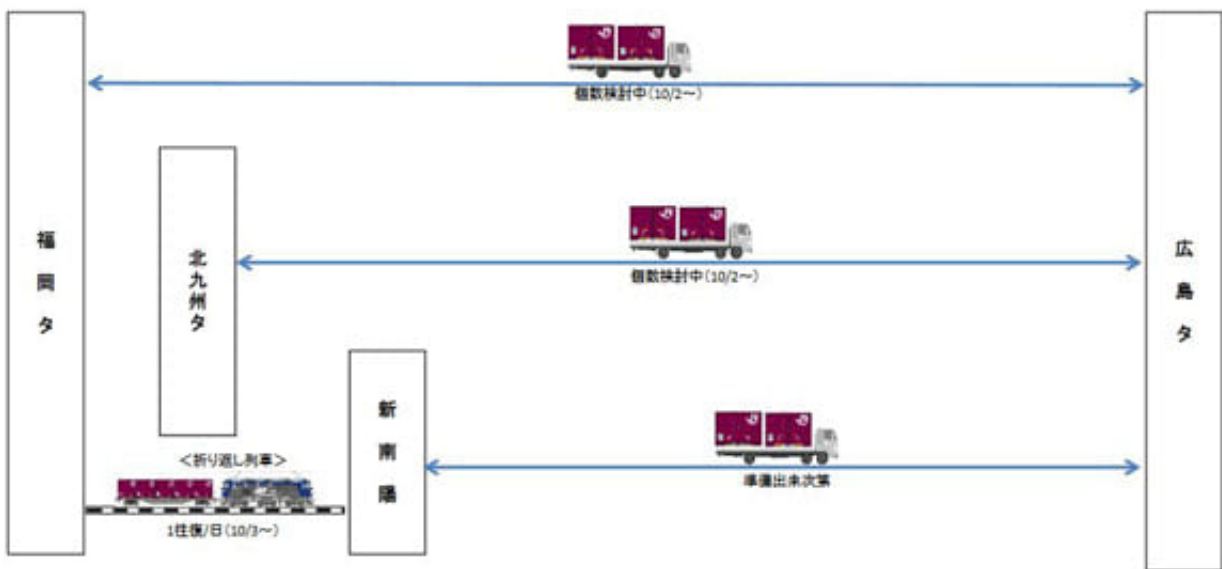 個数検討中(10/2～)
福岡タ
北九州タ
個数検討中(10/2～)
広島タ
新南陽
＜折り返し列車＞
準備出来次第
1往復/日(10/3～)